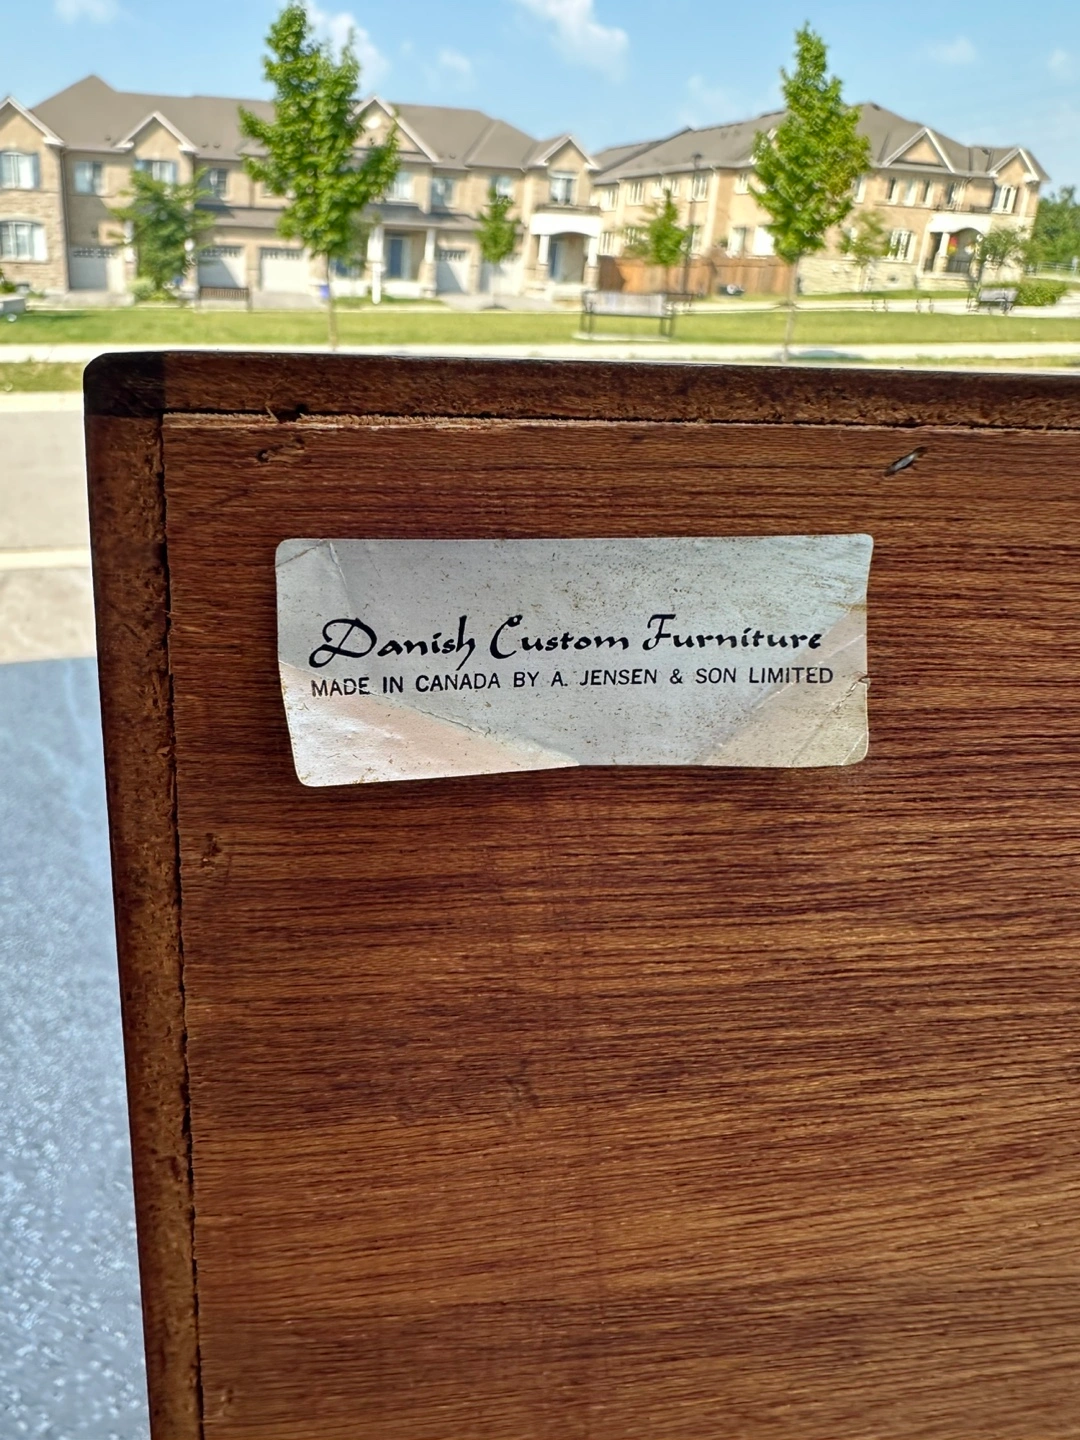 Danish Custom Furniture
MADE IN CANADA BY A. JENSEN & SON LIMITED